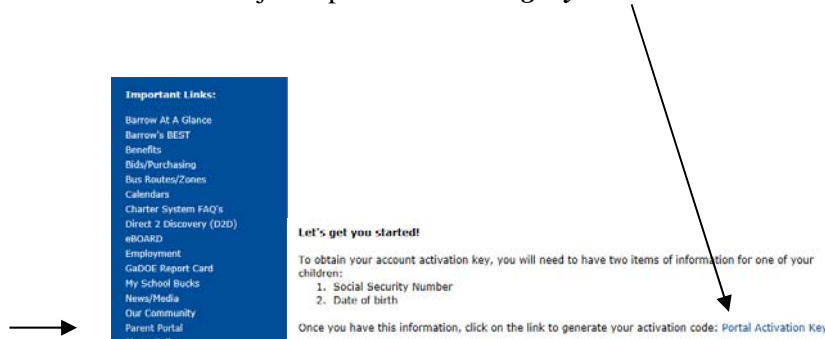 Important Links:
Barrow At A Glance
Barrow's BEST
Benefits
Bids/Purchasing
Bus Routes/Zones
Calendars
Charter System FAQ's
Direct 2 Discovery (D2D)
eBOARD
Employment
GaDOE Report Card
My School Bucks
News/Media
Our Community
Parent Portal
Let's get you started!
To obtain your account activation key, you will need to have two items of information for one of your
children:
1. Social Security Number
2. Date of birth
Once you have this information, click on the link to generate your activation code: Portal Activation Key